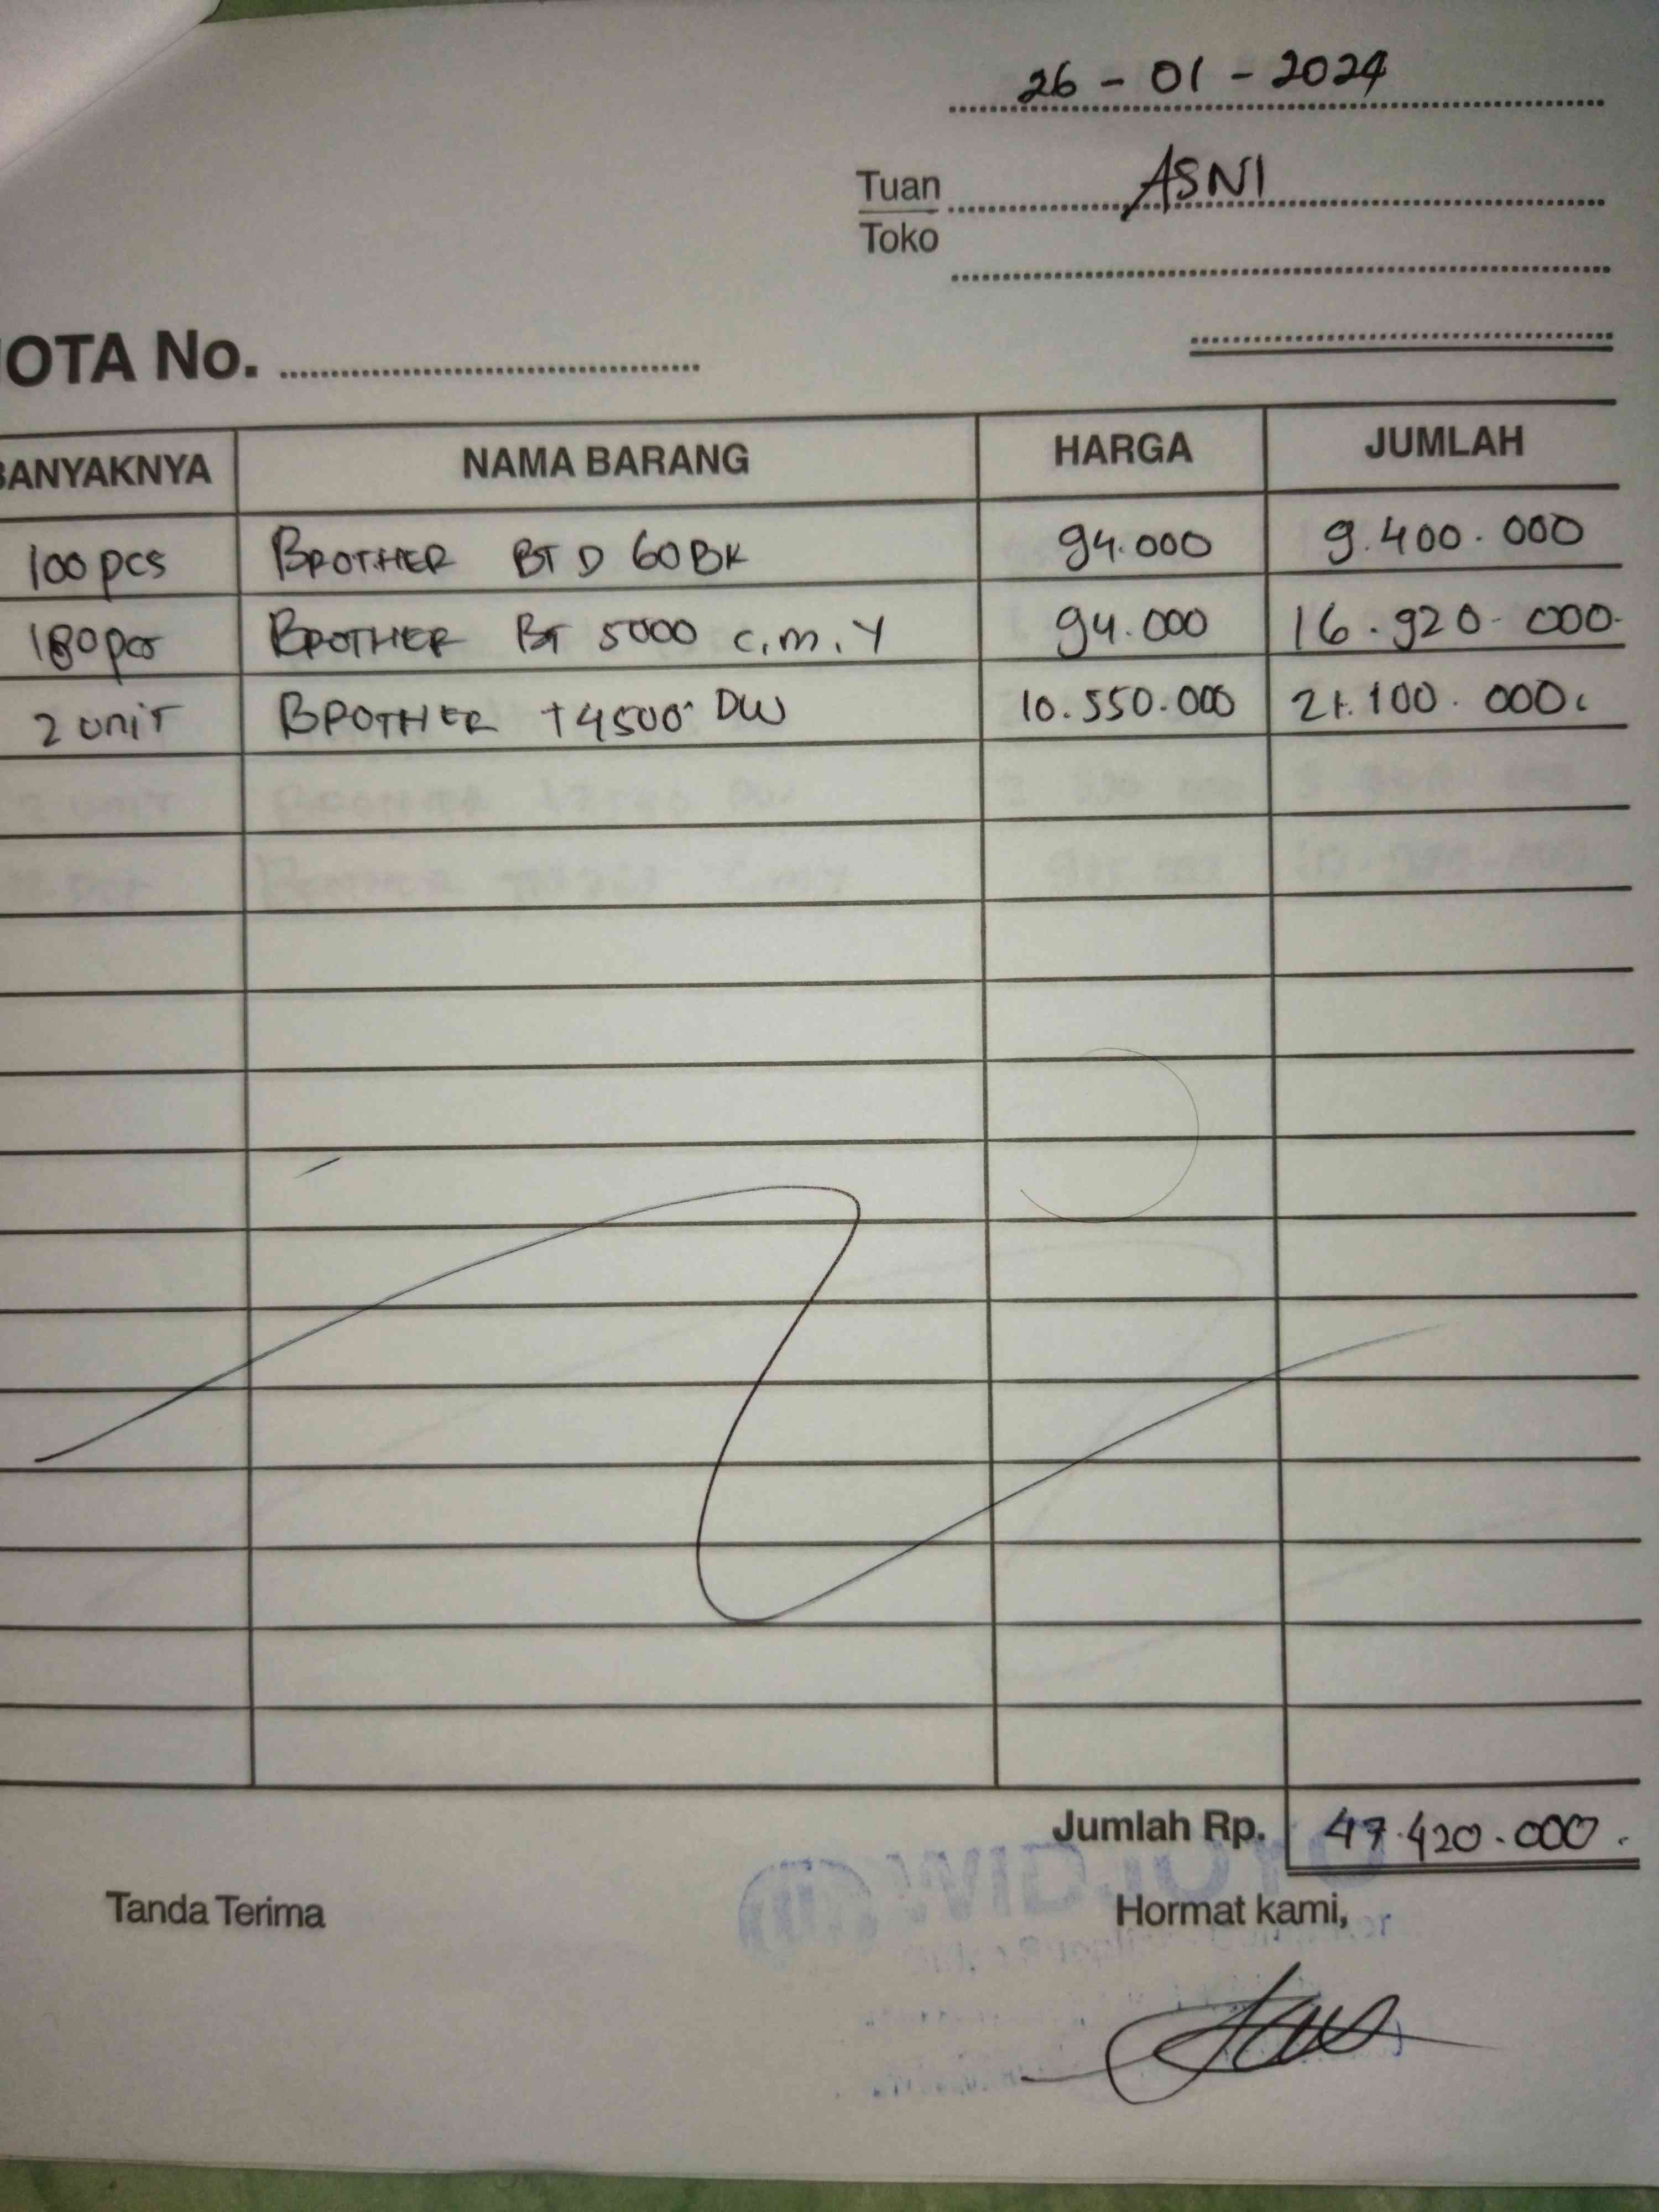 26 - 01 - 2024
Tuan ASNI
Toko
OTA No.
BANYAKNYA NAMA BARANG HARGA JUMLAH
100 pcs BROTHER BT D 60 BK 94.000 9.400.000
180 pcs BROTHER BT 5000 C.M.Y 94.000 16.920.000
2 UNIT BROTHER T4500 DW 10.550.000 21.100.000
Jumlah Rp. 47.420.000
Tanda Terima Hormat kami,